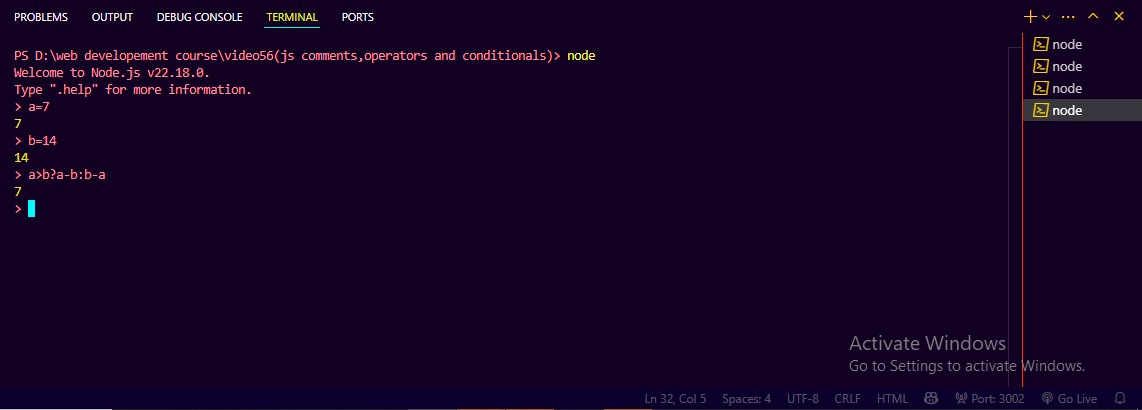 PROBLEMS OUTPUT DEBUG CONSOLE TERMINAL PORTS
PS D:\web developement course\video56(js comments,operators and conditionals)> node
Welcome to Node.js v22.18.0.
Type ".help" for more information.
> a=7
7
> b=14
14
> a>b?a-b:b-a
7
>
node
node
node
node
Activate Windows
Go to Settings to activate Windows.
Ln 32, Col 5 Spaces: 4 UTF-8 CRLF HTML Port: 3002 Go Live